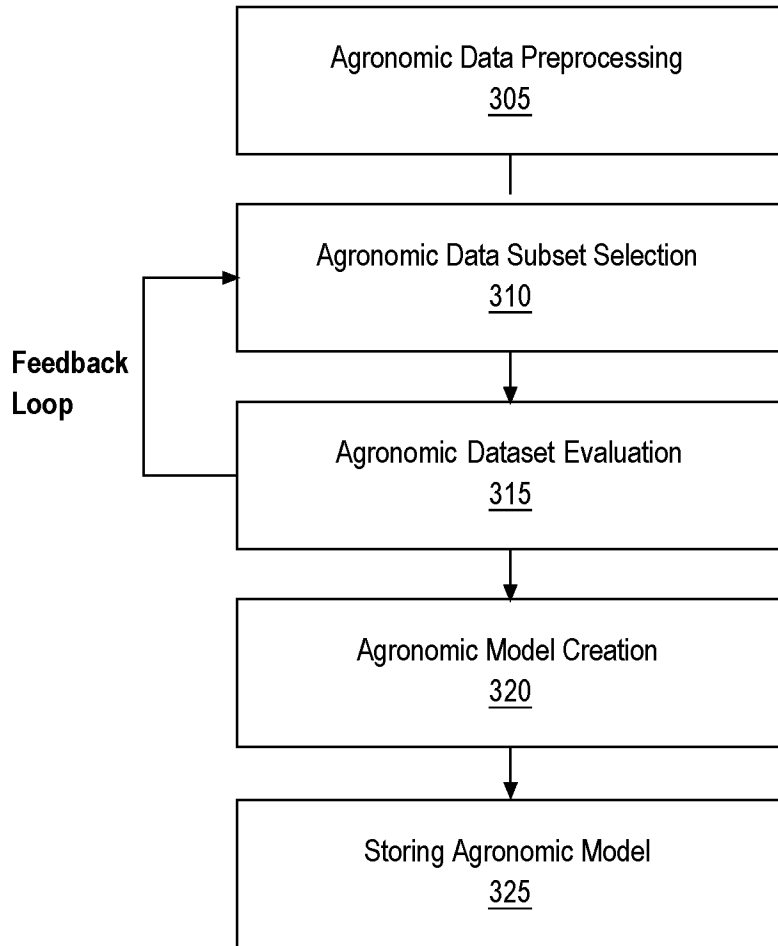 Agronomic Data Preprocessing
305
Agronomic Data Subset Selection
310
Feedback
Loop
Agronomic Dataset Evaluation
315
Agronomic Model Creation
320
Storing Agronomic Model
325